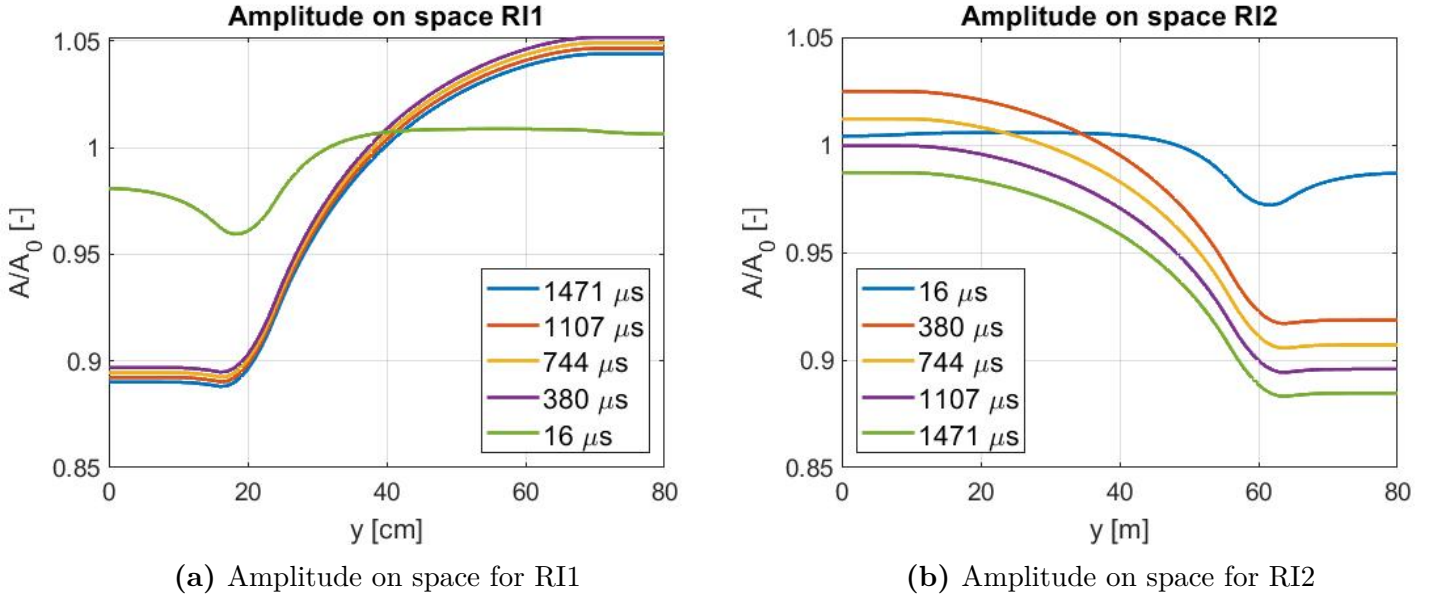 Amplitude on space RI1
1.05
1
0.95
0.9
0.85
A/A0 [-]
0 20 40 60 80
y [cm]
1471 μs
1107 μs
744 μs
380 μs
16 μs
(a) Amplitude on space for RI1
Amplitude on space RI2
1.05
1
0.95
0.9
0.85
A/A0 [-]
0 20 40 60 80
y [m]
16 μs
380 μs
744 μs
1107 μs
1471 μs
(b) Amplitude on space for RI2